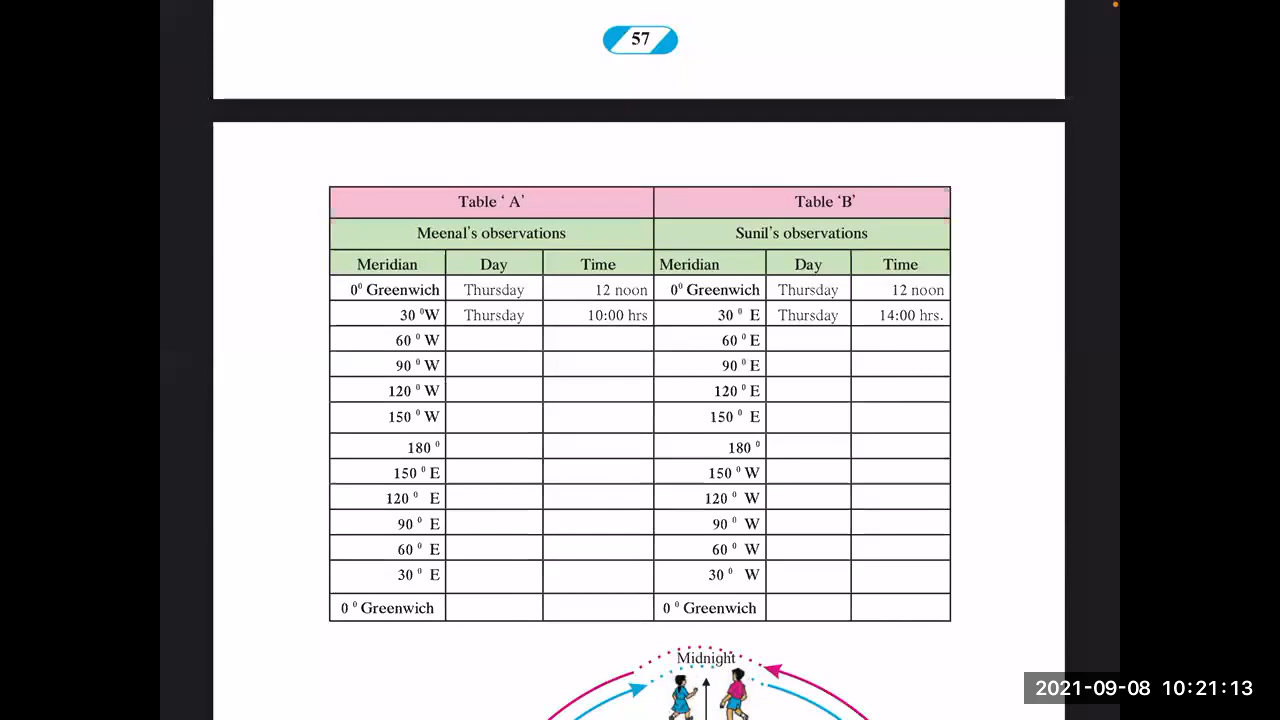 57
Table ‘ A’ Table ‘B’
Meenal’s observations Sunil’s observations
Meridian Day Time Meridian Day Time
0⁰ Greenwich Thursday 12 noon 0⁰ Greenwich Thursday 12 noon
30 ⁰W Thursday 10:00 hrs 30 ⁰ E Thursday 14:00 hrs.
60 ⁰ W 60 ⁰ E
90 ⁰ W 90 ⁰ E
120 ⁰ W 120 ⁰ E
150 ⁰ W 150 ⁰ E
180 ⁰ 180 ⁰
150 ⁰ E 150 ⁰ W
120 ⁰ E 120 ⁰ W
90 ⁰ E 90 ⁰ W
60 ⁰ E 60 ⁰ W
30 ⁰ E 30 ⁰ W
0 ⁰ Greenwich 0 ⁰ Greenwich
Midnight
2021-09-08 10:21:13